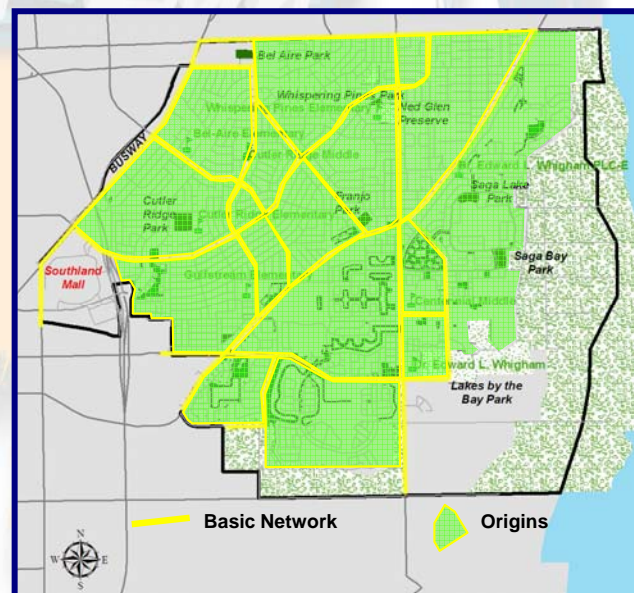 Bel Aire Park
Whispering Pines Park
Whispering Pines Elementary
Ned Glen
Preserve
BUSWAY
Bel-Aire Elementary
Cutler Ridge Middle
Dr. Edward L. Whigham PLC-E
Saga Lake
Park
Cutler
Ridge
Park
Franjo
Park
Cutler Ridge Elementary
Saga Bay
Park
Southland
Mall
Gulfstream Elementary
Centennial Middle
Dr. Edward L. Whigham
Lakes by the
Bay Park
Basic Network
Origins
N
W
E
S